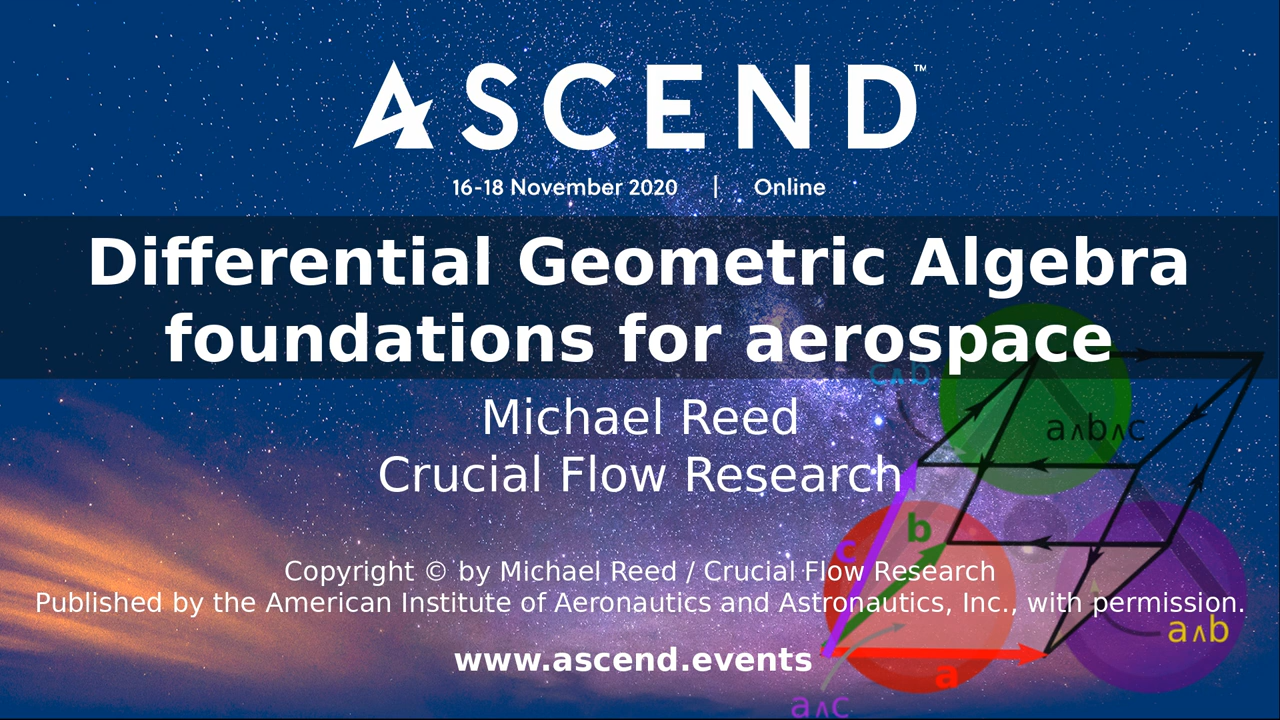 ASCEND™
16-18 November 2020 | Online
Differential Geometric Algebra
foundations for aerospace
c∧b
Michael Reed
a∧b∧c
Crucial Flow Research
b
c
Copyright © by Michael Reed / Crucial Flow Research
Published by the American Institute of Aeronautics and Astronautics, Inc., with permission.
a∧b
www.ascend.events
a
a∧c